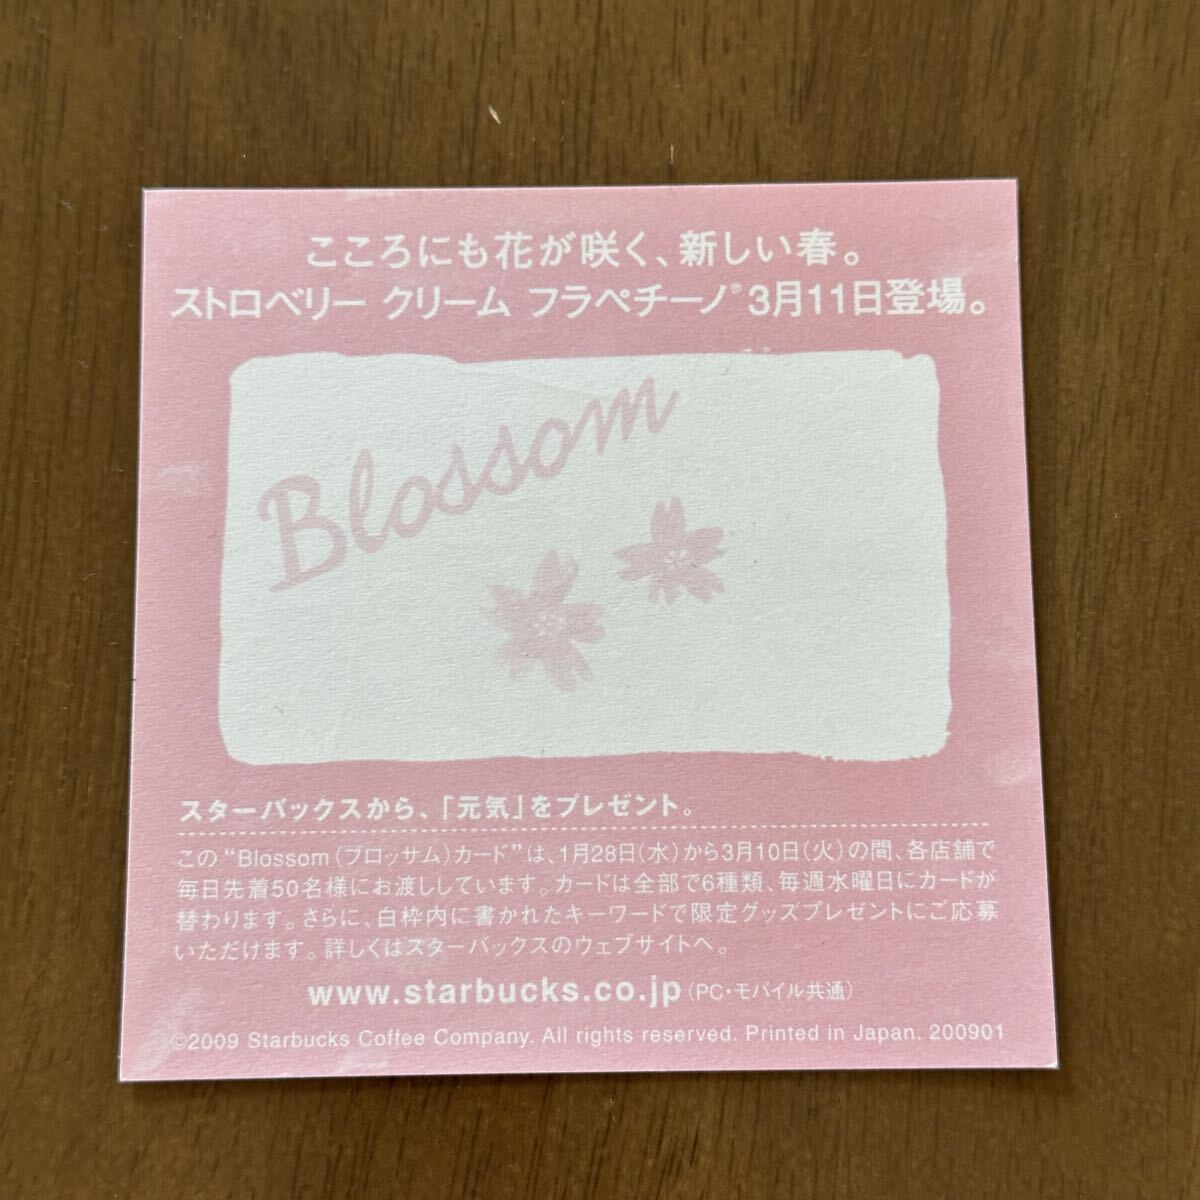 こころにも花が咲く、新しい春。
ストロベリー クリーム フラペチーノ® 3月11日登場。
Blossom
スターバックスから、「元気」をプレゼント。
この“Blossom(ブロッサム)カード”は、1月28日(水)から3月10日(火)の間、各店舗で
毎日先着50名様にお渡ししています。カードは全部で6種類、毎週水曜日にカードが
替わります。さらに、白枠内に書かれたキーワードで限定グッズプレゼントにご応募
いただけます。詳しくはスターバックスのウェブサイトへ。
www.starbucks.co.jp(PC・モバイル共通)
©2009 Starbucks Coffee Company. All rights reserved. Printed in Japan. 200901